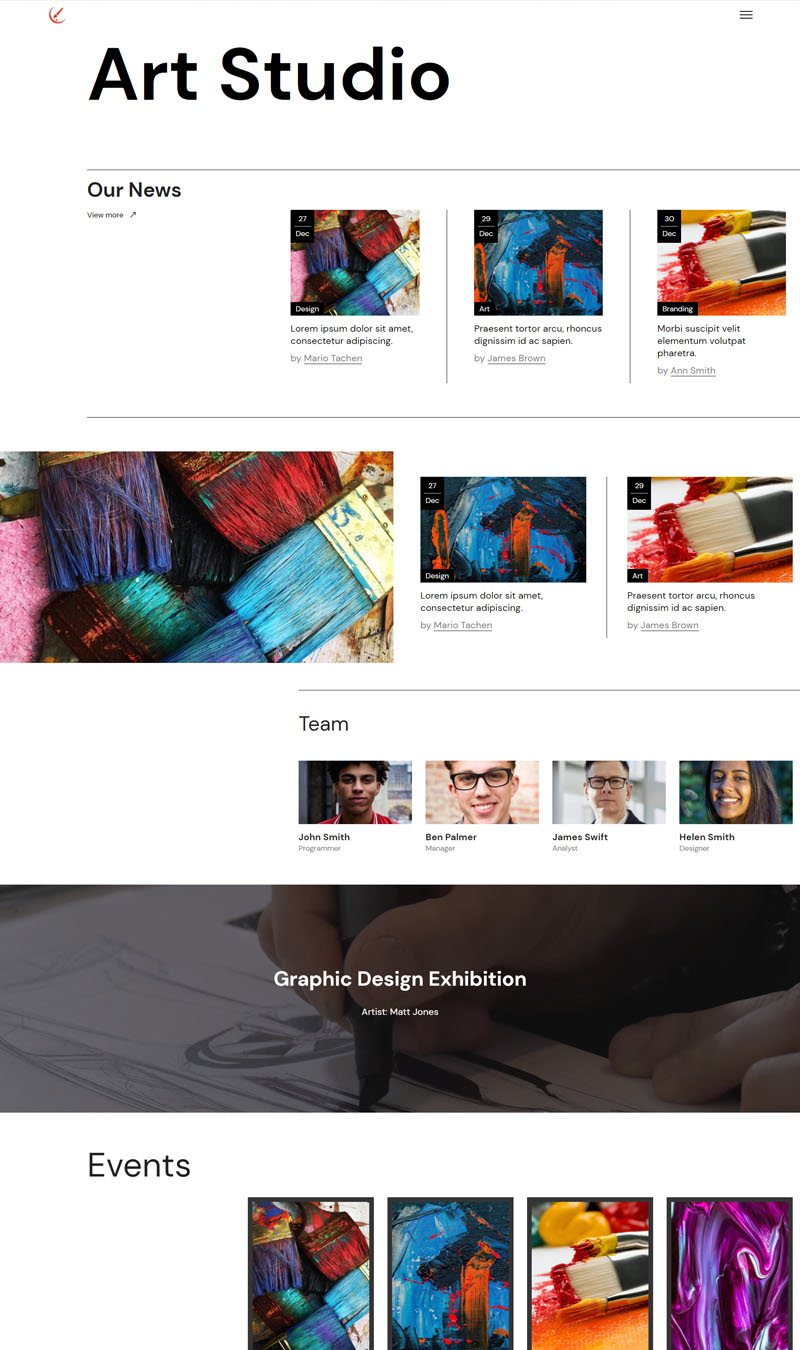 Art Studio
Our News
View more
27
Dec
Design
Lorem ipsum dolor sit amet,
consectetur adipiscing.
by Mario Tachen
29
Dec
Art
Praesent tortor arcu, rhoncus
dignissim id ac sapien.
by James Brown
30
Dec
Branding
Morbi suscipit velit
elementum volutpat
pharetra.
by Ann Smith
27
Dec
Design
Lorem ipsum dolor sit amet,
consectetur adipiscing.
by Mario Tachen
29
Dec
Art
Praesent tortor arcu, rhoncus
dignissim id ac sapien.
by James Brown
Team
John Smith
Programmer
Ben Palmer
Manager
James Swift
Analyst
Helen Smith
Designer
Graphic Design Exhibition
Artist: Matt Jones
Events